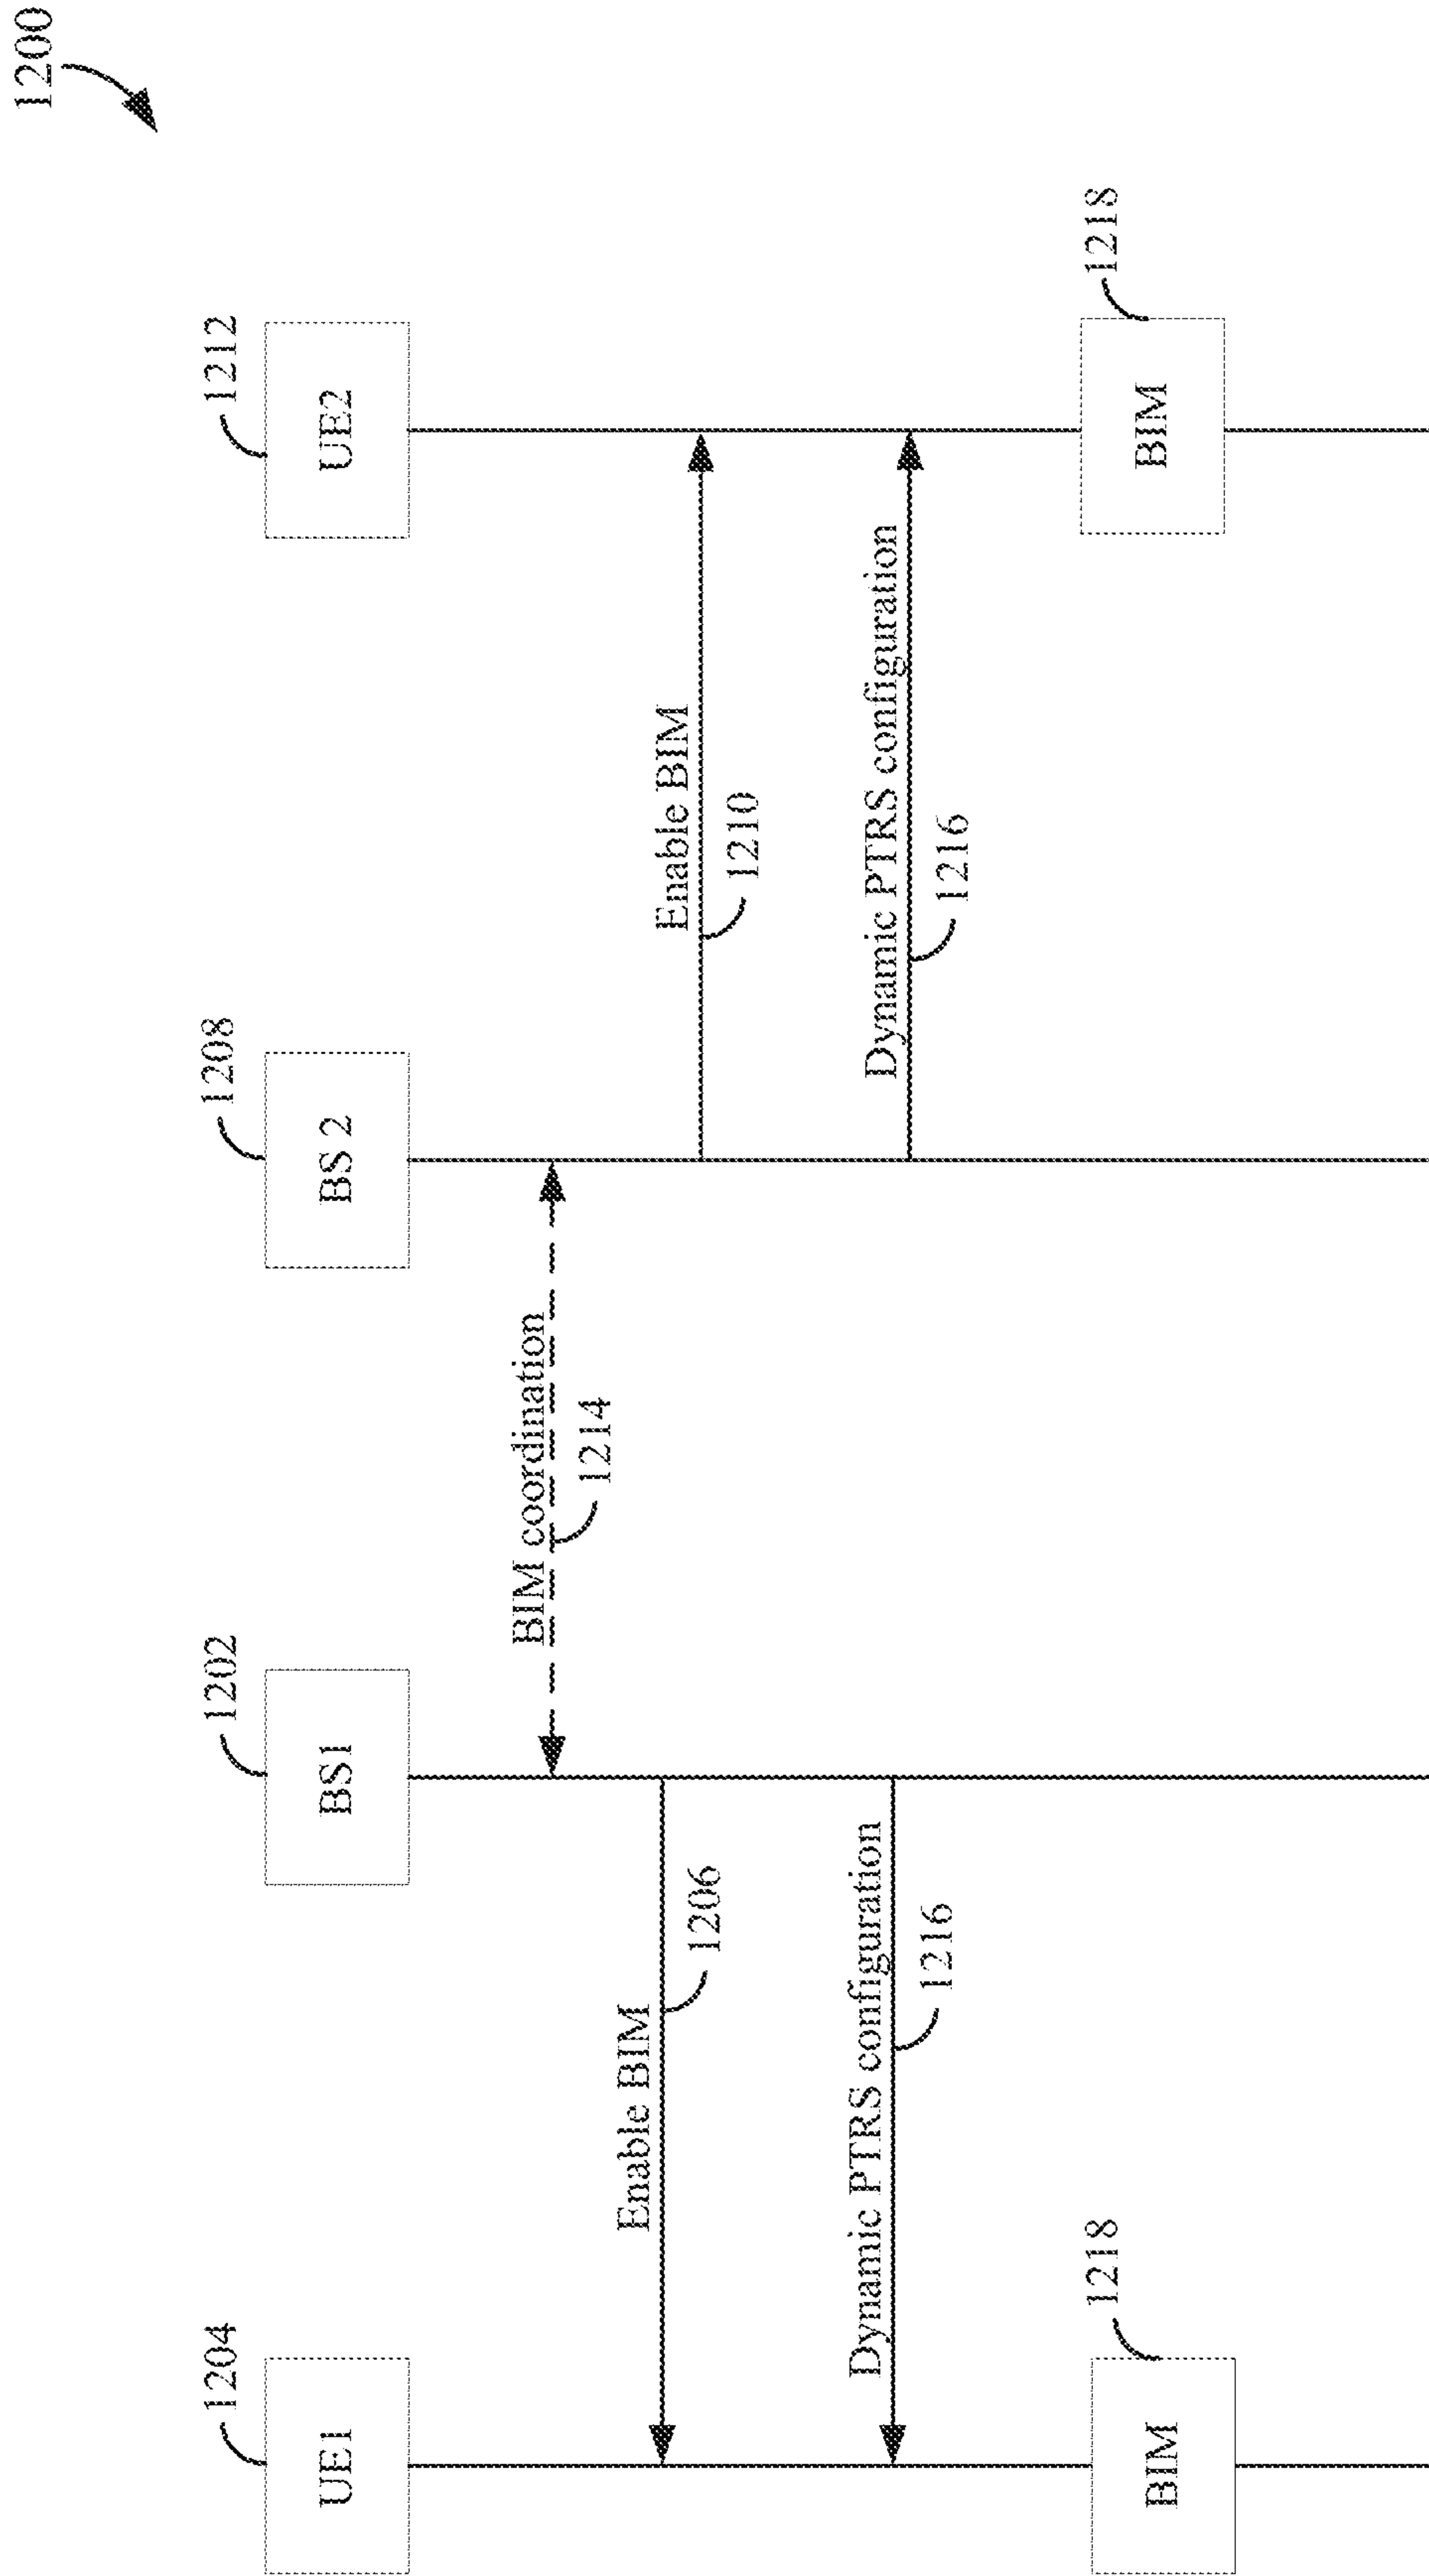 1200
1204
UE1
1202
BS1
1208
BS 2
1212
UE2
BIM coordination
1214
Enable BIM
1206
Enable BIM
1210
Dynamic PTRS configuration
1216
Dynamic PTRS configuration
1216
1218
BIM
1218
BIM